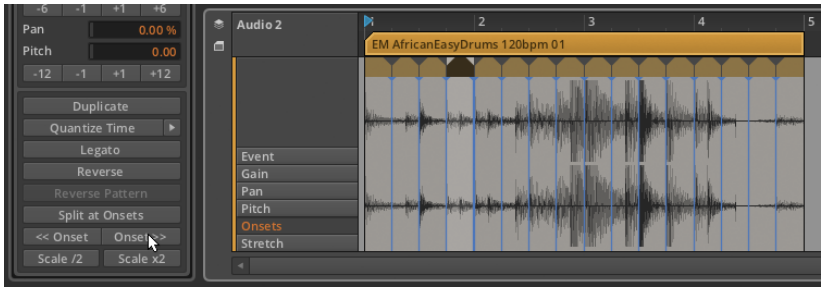 -6 -1 +1 +6
Pan 0.00 %
Pitch 0.00
-12 -1 +1 +12
Duplicate
Quantize Time
Legato
Reverse
Reverse Pattern
Split at Onsets
<< Onset Onset >>
Scale /2 Scale x2
Audio 2
2 3 4 5
EM AfricanEasyDrums 120bpm 01
Event
Gain
Pan
Pitch
Onsets
Stretch